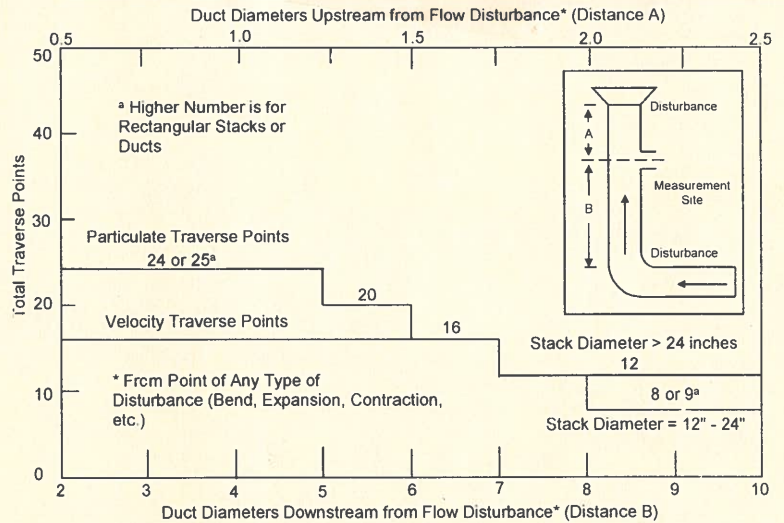 Duct Diameters Upstream from Flow Disturbance* (Distance A)
0.5 1.0 1.5 2.0 2.5
50
40
30
20
10
0
Total Traverse Points
ª Higher Number is for
Rectangular Stacks or
Ducts
Disturbance
A
Measurement
Site
B
Disturbance
Particulate Traverse Points
24 or 25ª
20
Velocity Traverse Points
16
Stack Diameter > 24 inches
12
* From Point of Any Type of
Disturbance (Bend, Expansion, Contraction,
etc.)
8 or 9ª
Stack Diameter = 12" - 24"
2 3 4 5 6 7 8 9 10
Duct Diameters Downstream from Flow Disturbance* (Distance B)